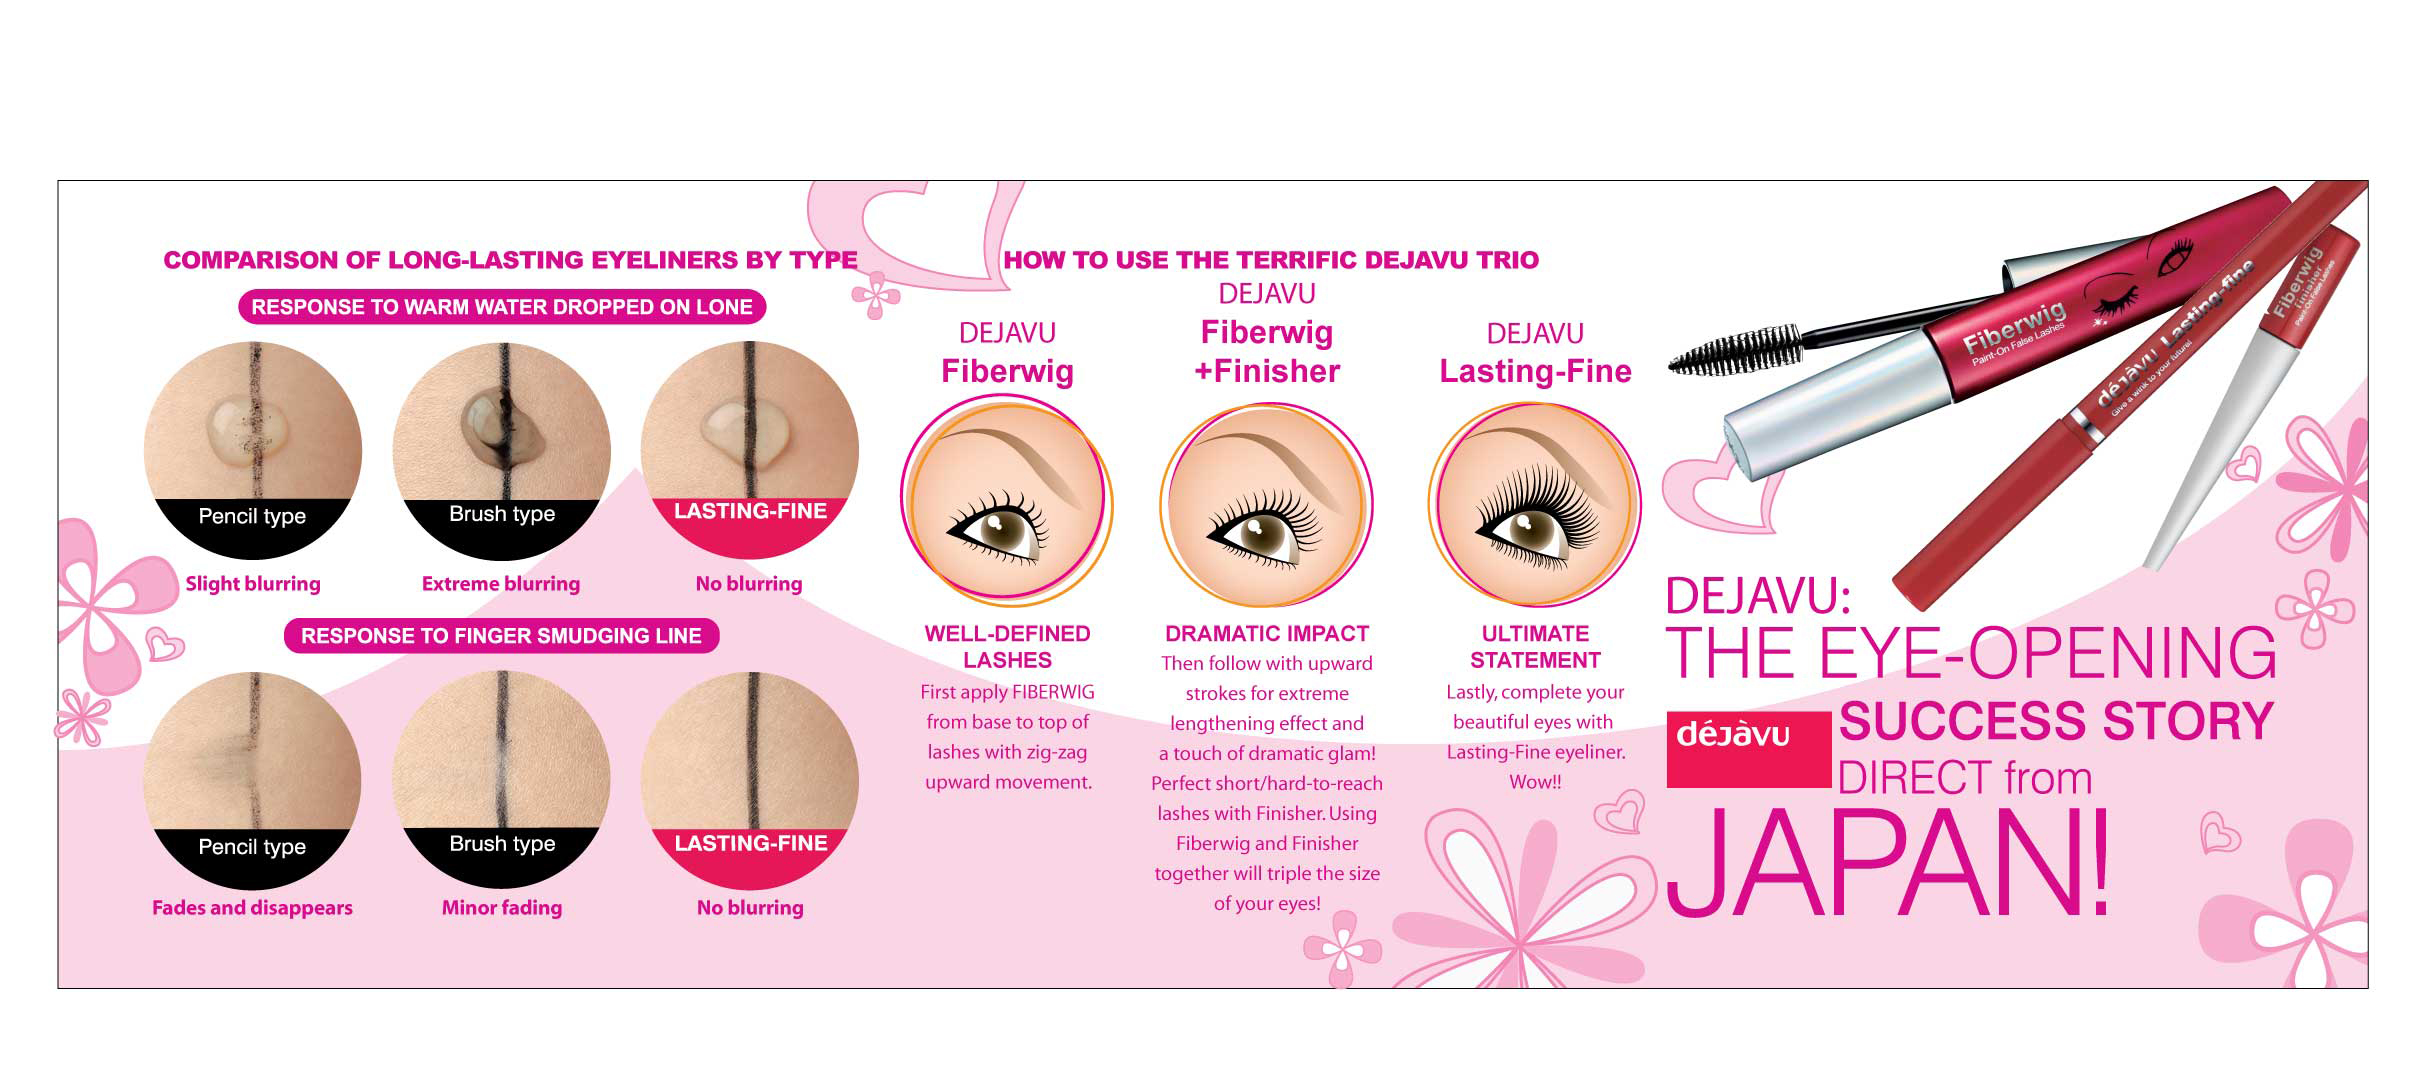 COMPARISON OF LONG-LASTING EYELINERS BY TYPE
RESPONSE TO WARM WATER DROPPED ON LONE
Pencil type
Brush type
LASTING-FINE
Slight blurring
Extreme blurring
No blurring
RESPONSE TO FINGER SMUDGING LINE
Pencil type
Brush type
LASTING-FINE
Fades and disappears
Minor fading
No blurring
HOW TO USE THE TERRIFIC DEJAVU TRIO
DEJAVU
Fiberwig
WELL-DEFINED
LASHES
First apply FIBERWIG
from base to top of
lashes with zig-zag
upward movement.
DEJAVU
Fiberwig
+Finisher
DRAMATIC IMPACT
Then follow with upward
strokes for extreme
lengthening effect and
a touch of dramatic glam!
Perfect short/hard-to-reach
lashes with Finisher. Using
Fiberwig and Finisher
together will triple the size
of your eyes!
DEJAVU
Lasting-Fine
ULTIMATE
STATEMENT
Lastly, complete your
beautiful eyes with
Lasting-Fine eyeliner.
Wow!!
Fiberwig
Paint-On False Lashes
déjàvu Lasting-fine
Give a wink to your future!
Fiberwig
finisher
Paint-On False Lashes
DEJAVU:
THE EYE-OPENING
déjàvu
SUCCESS STORY
DIRECT from
JAPAN!